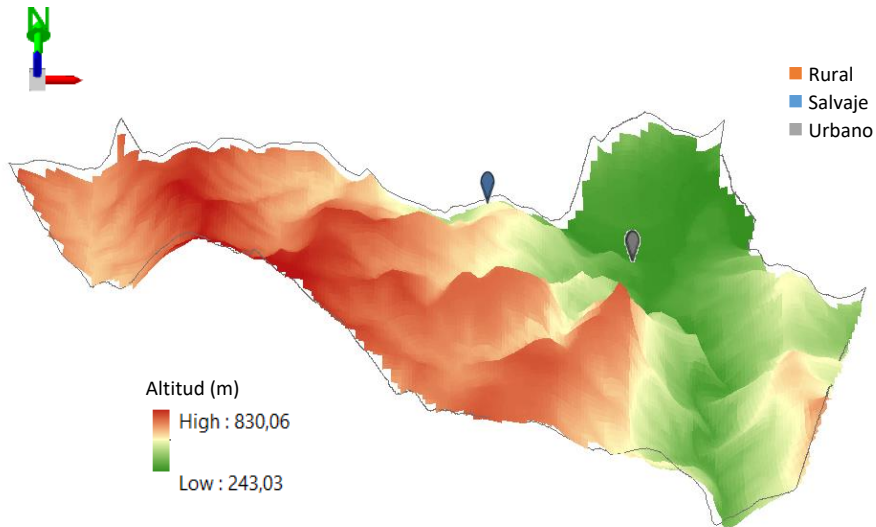 N
Rural
Salvaje
Urbano
Altitud (m)
High : 830,06
Low : 243,03